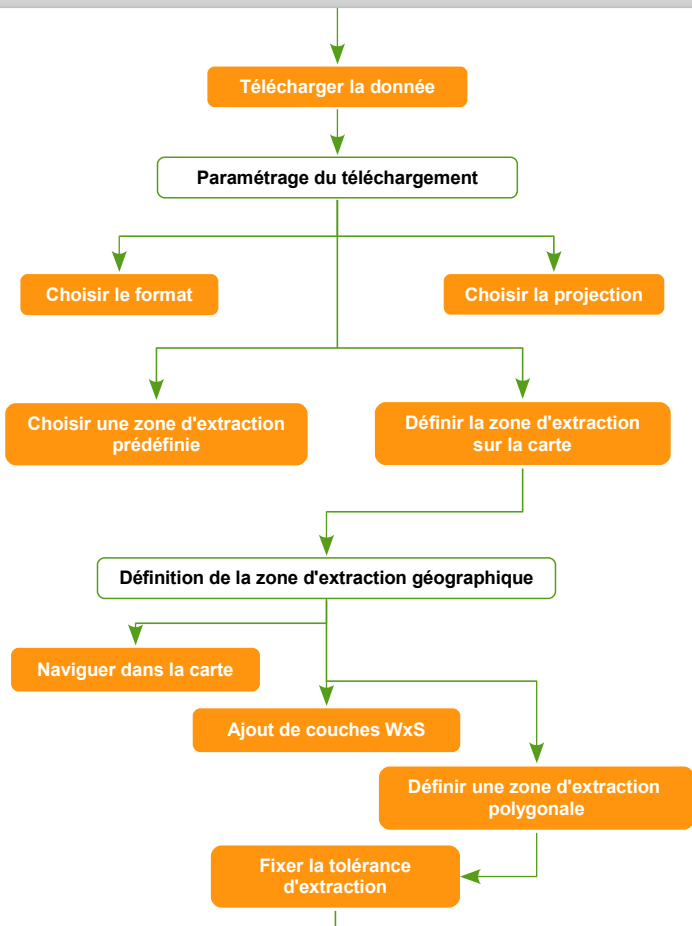 Télécharger la donnée
Paramétrage du téléchargement
Choisir le format
Choisir la projection
Choisir une zone d'extraction
prédéfinie
Définir la zone d'extraction
sur la carte
Définition de la zone d'extraction géographique
Naviguer dans la carte
Ajout de couches WxS
Définir une zone d'extraction
polygonale
Fixer la tolérance
d'extraction